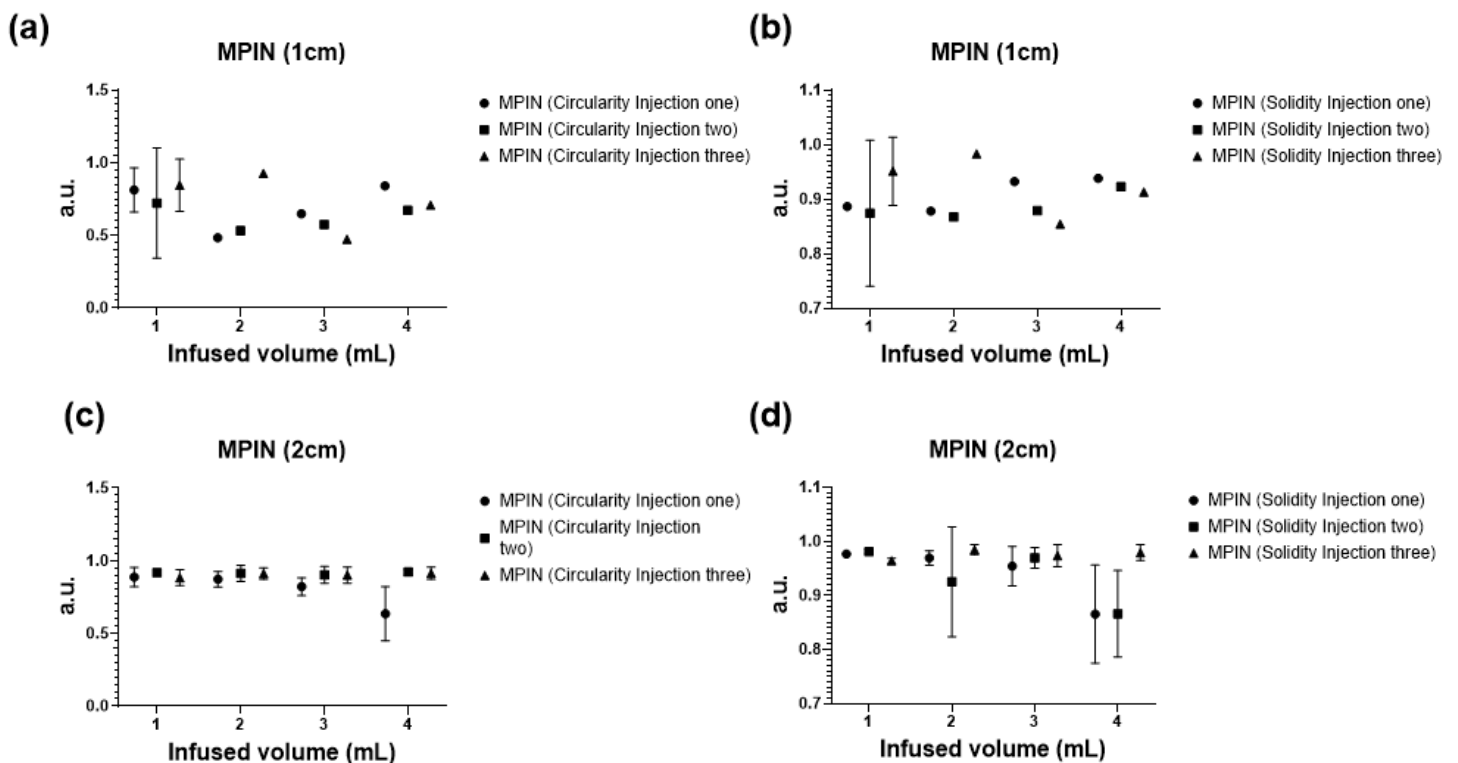 (a)
MPIN (1cm)
1.5
1.0
0.5
0.0
a.u.
1 2 3 4
Infused volume (mL)
MPIN (Circularity Injection one)
MPIN (Circularity Injection two)
MPIN (Circularity Injection three)
(b)
MPIN (1cm)
1.1
1.0
0.9
0.8
0.7
a.u.
1 2 3 4
Infused volume (mL)
MPIN (Solidity Injection one)
MPIN (Solidity Injection two)
MPIN (Solidity Injection three)
(c)
MPIN (2cm)
1.5
1.0
0.5
0.0
a.u.
1 2 3 4
Infused volume (mL)
MPIN (Circularity Injection one)
MPIN (Circularity Injection
two)
MPIN (Circularity Injection three)
(d)
MPIN (2cm)
1.1
1.0
0.9
0.8
0.7
a.u.
1 2 3 4
Infused volume (mL)
MPIN (Solidity Injection one)
MPIN (Solidity Injection two)
MPIN (Solidity Injection three)